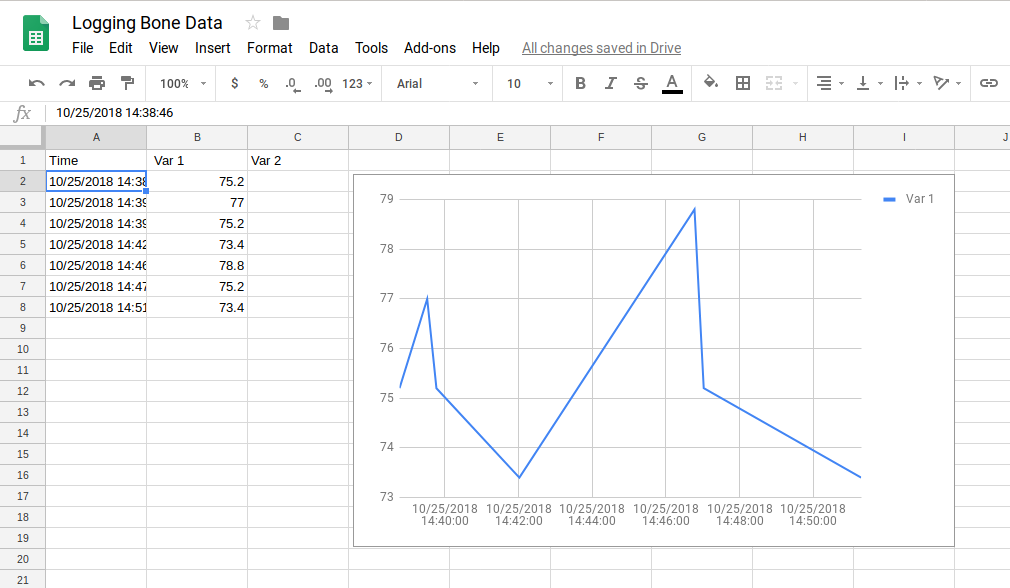 Logging Bone Data
File Edit View Insert Format Data Tools Add-ons Help All changes saved in Drive
100% $ % .0 .00 123 Arial 10 B I S A
fx 10/25/2018 14:38:46
A B C D E F G H I J
1 Time Var 1 Var 2
2 10/25/2018 14:38 75.2
3 10/25/2018 14:39 77
4 10/25/2018 14:39 75.2
5 10/25/2018 14:42 73.4
6 10/25/2018 14:46 78.8
7 10/25/2018 14:47 75.2
8 10/25/2018 14:51 73.4
9
10
11
12
13
14
15
16
17
18
19
20
21
Var 1
79
78
77
76
75
74
73
10/25/2018 10/25/2018 10/25/2018 10/25/2018 10/25/2018 10/25/2018
14:40:00 14:42:00 14:44:00 14:46:00 14:48:00 14:50:00